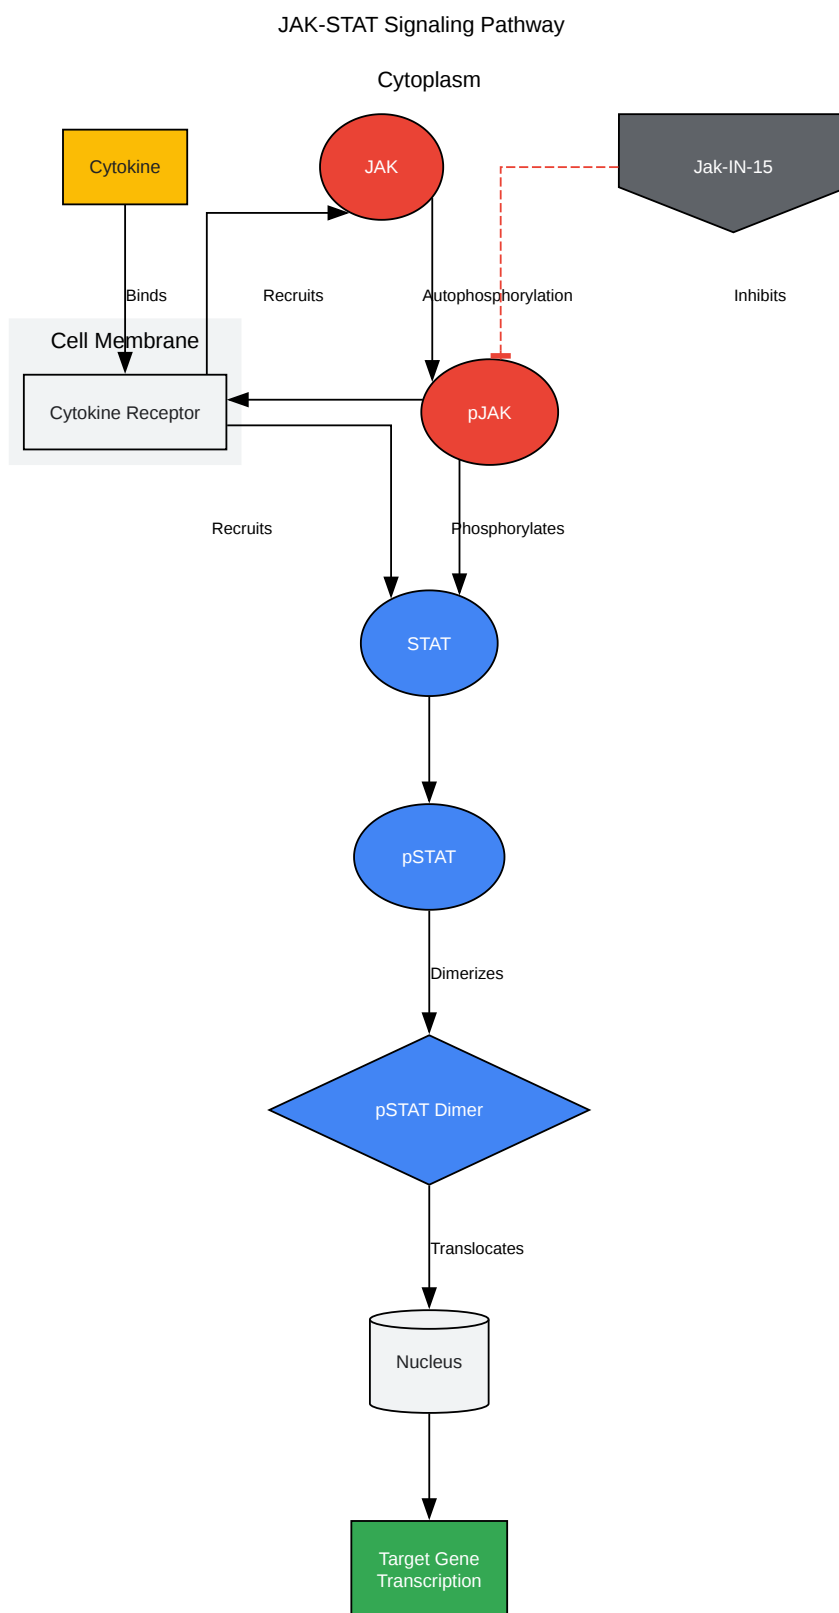 JAK-STAT Signaling Pathway
Cytoplasm
Cytokine
JAK
Jak-IN-15
Binds
Recruits
Autophosphorylation
Inhibits
Cell Membrane
Cytokine Receptor
pJAK
Recruits
Phosphorylates
STAT
pSTAT
Dimerizes
pSTAT Dimer
Translocates
Nucleus
Target Gene
Transcription